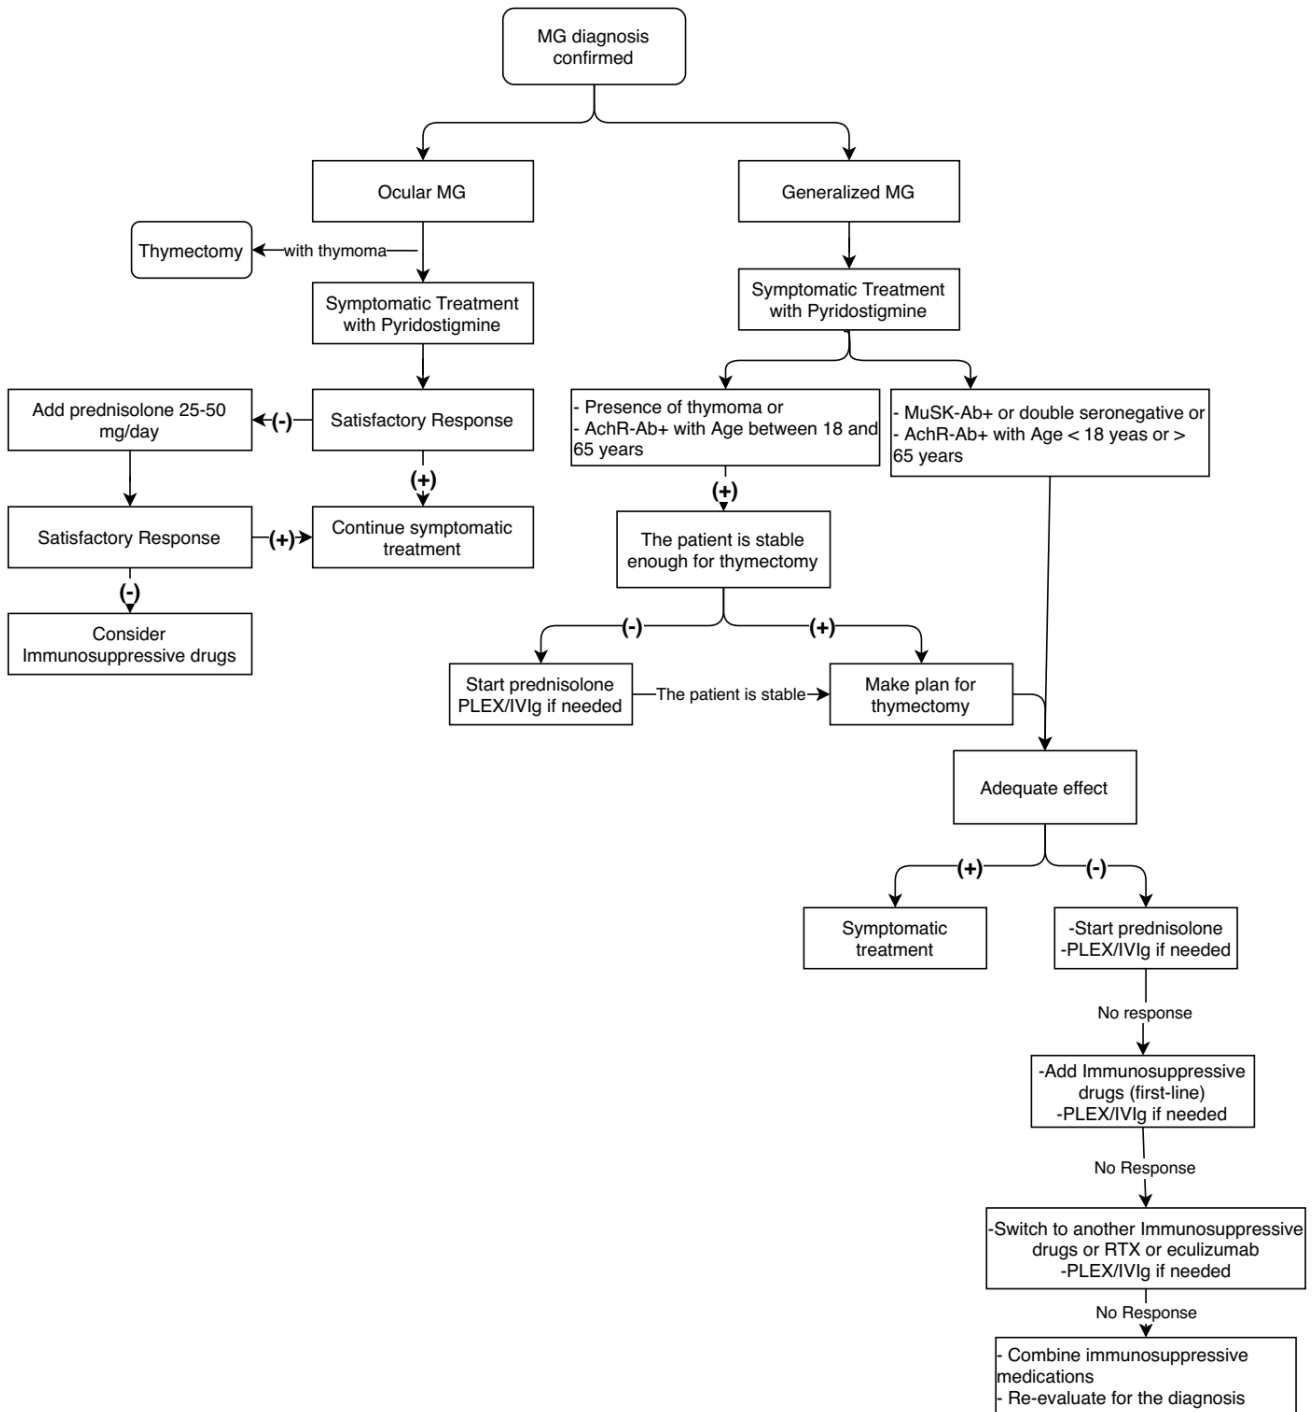 MG diagnosis
confirmed
Ocular MG
Generalized MG
Thymectomy
with thymoma
Symptomatic Treatment
with Pyridostigmine
Symptomatic Treatment
with Pyridostigmine
Add prednisolone 25-50
mg/day
(-)
Satisfactory Response
- Presence of thymoma or
- AchR-Ab+ with Age between 18 and
65 years
- MuSK-Ab+ or double seronegative or
- AchR-Ab+ with Age < 18 yeas or >
65 years
(+)
(+)
Satisfactory Response
(+)
Continue symptomatic
treatment
The patient is stable
enough for thymectomy
(-)
Consider
Immunosuppressive drugs
(-)
(+)
Start prednisolone
PLEX/IVIg if needed
The patient is stable
Make plan for
thymectomy
Adequate effect
(+)
(-)
Symptomatic
treatment
-Start prednisolone
-PLEX/IVIg if needed
No response
-Add Immunosuppressive
drugs (first-line)
-PLEX/IVIg if needed
No Response
-Switch to another Immunosuppressive
drugs or RTX or eculizumab
-PLEX/IVIg if needed
No Response
- Combine immunosuppressive
medications
- Re-evaluate for the diagnosis